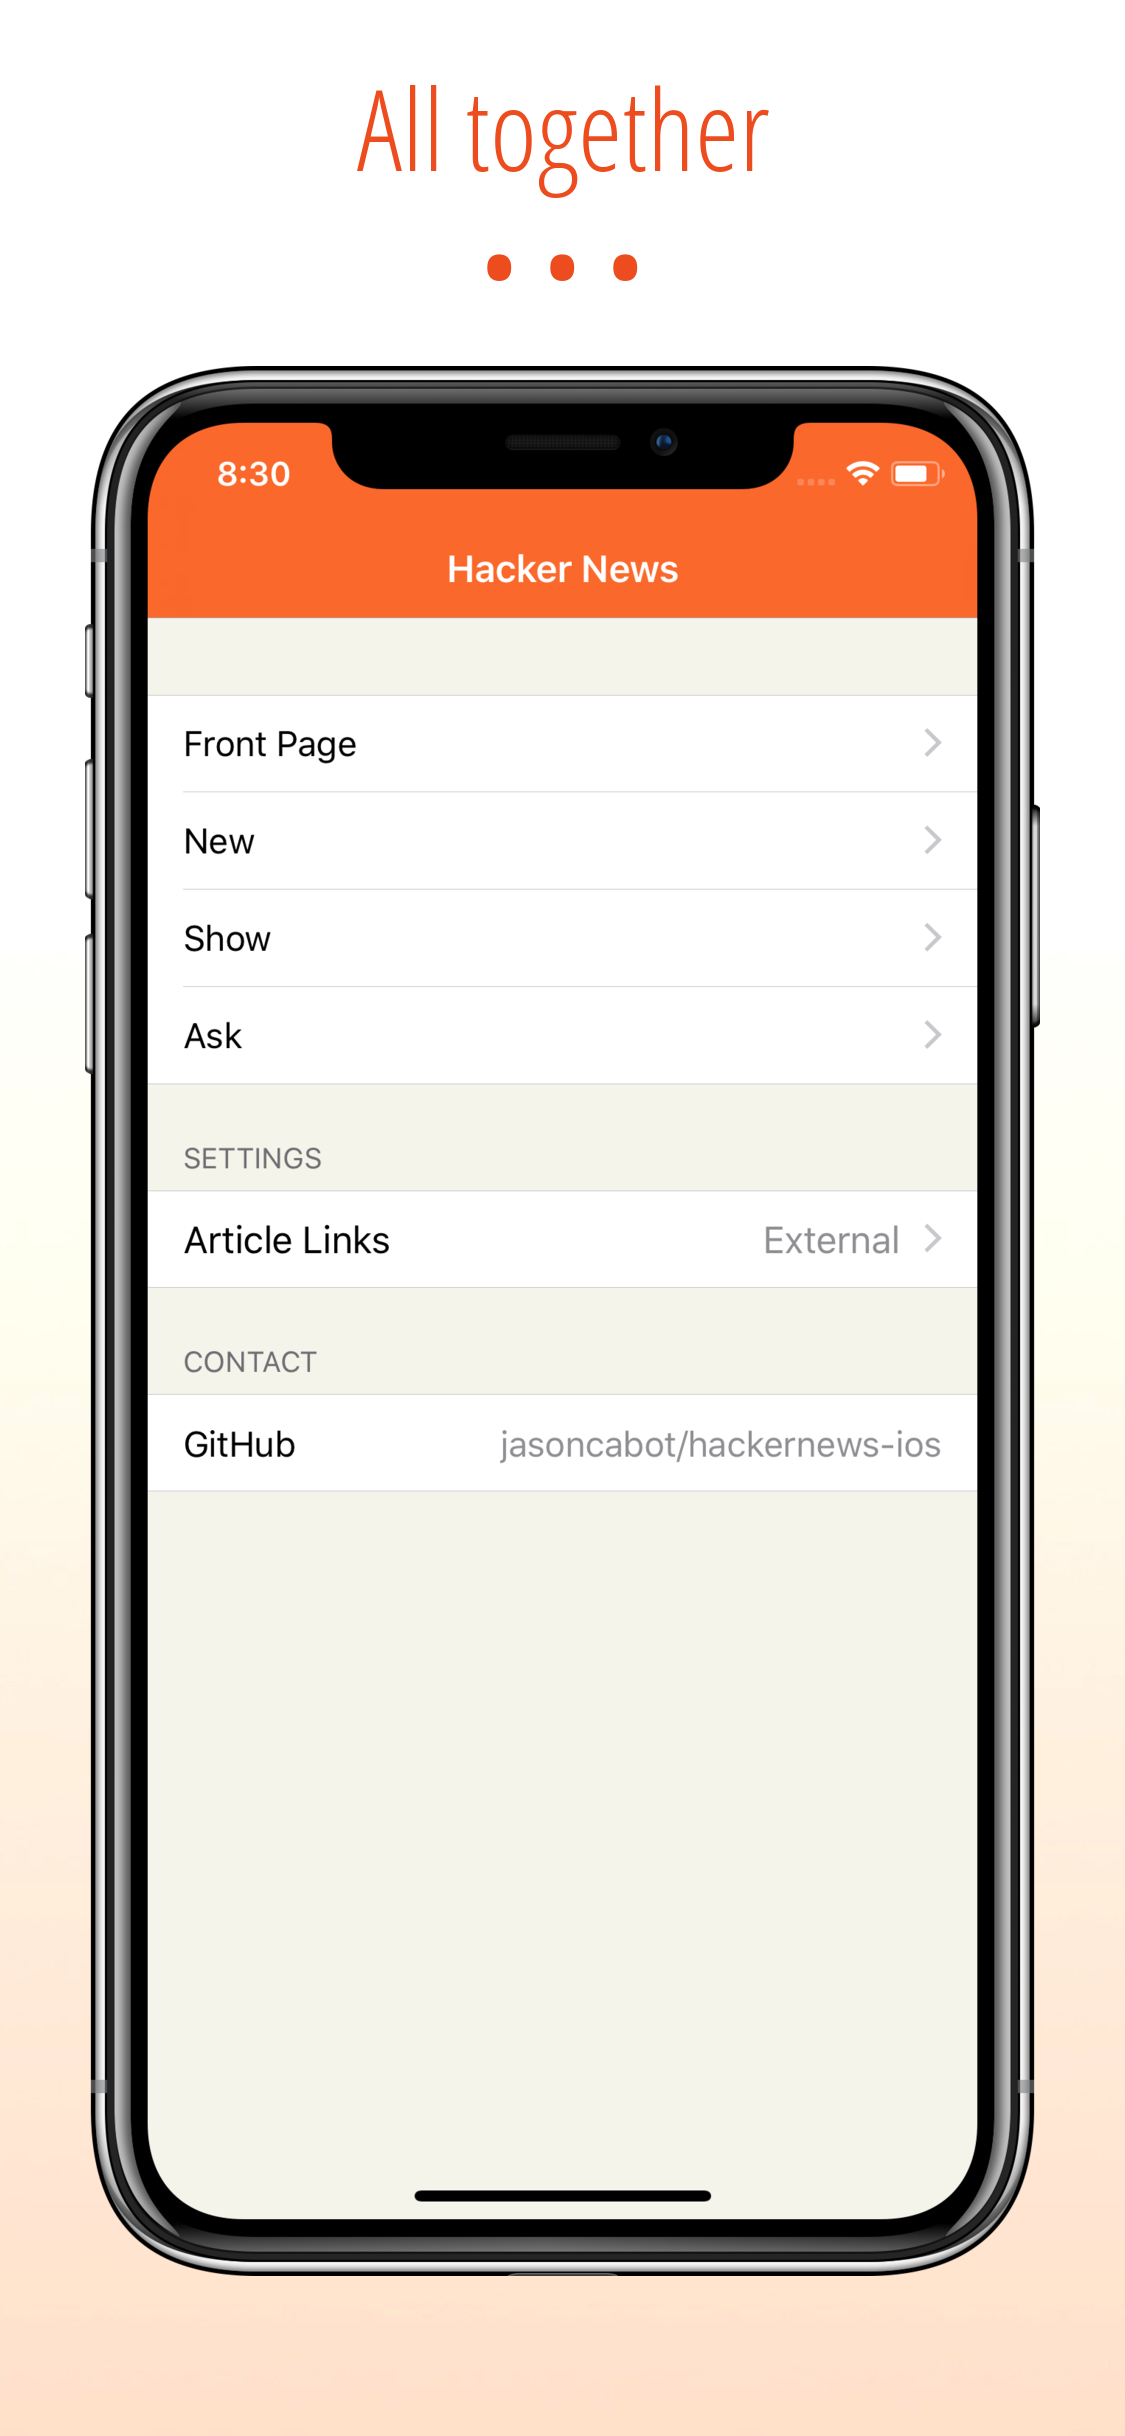 All together
• • •
8:30
Hacker News
Front Page
New
Show
Ask
SETTINGS
Article Links External
CONTACT
GitHub jasoncabot/hackernews-ios